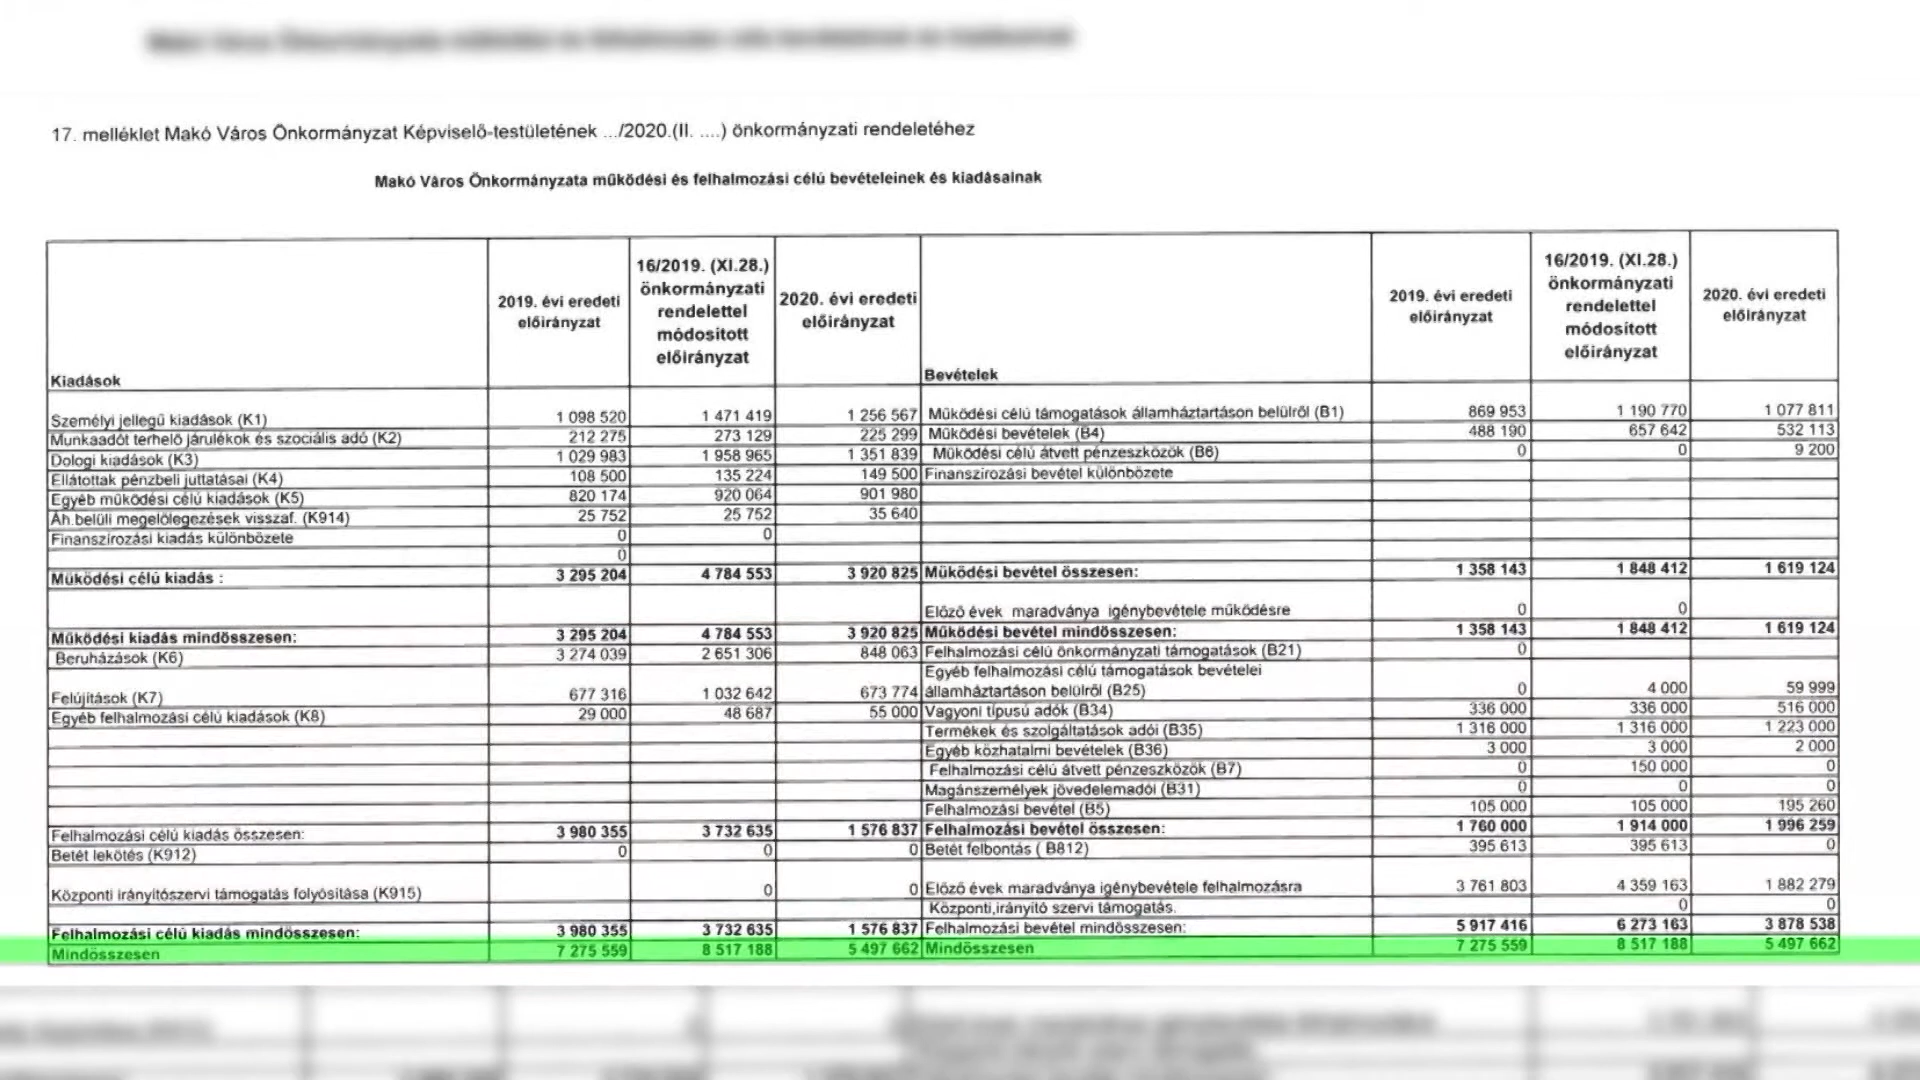 17. melléklet Makó Város Önkormányzat Képviselő-testületének .../2020.(II. ....) önkormányzati rendeletéhez
Makó Város Önkormányzata működési és felhalmozási célú bevételeinek és kiadásainak
Kiadások | 2019. évi eredeti előirányzat | 16/2019. (XI.28.) önkormányzati rendelettel módosított előirányzat | 2020. évi eredeti előirányzat | Bevételek | 2019. évi eredeti előirányzat | 16/2019. (XI.28.) önkormányzati rendelettel módosított előirányzat | 2020. évi eredeti előirányzat
Személyi jellegű kiadások (K1) 1 098 520 1 471 419 1 256 567 Működési célú támogatások államháztartáson belülről (B1) 869 953 1 190 770 1 077 811
Munkaadót terhelő járulékok és szociális adó (K2) 212 275 273 129 225 299 Működési bevételek (B4) 488 190 657 642 532 113
Dologi kiadások (K3) 1 029 983 1 958 965 1 351 839 Működési célú átvett pénzeszközök (B6) 0 0 9 200
Ellátottak pénzbeli juttatásai (K4) 108 500 135 224 149 500 Finanszírozási bevétel különbözete
Egyéb működési célú kiadások (K5) 820 174 920 064 901 980
Áh.belüli megelőlegezések visszaf. (K914) 25 752 25 752 35 640
Finanszírozási kiadás különbözete 0 0
0
Működési célú kiadás : 3 295 204 4 784 553 3 920 825 Működési bevétel összesen: 1 358 143 1 848 412 1 619 124
Előző évek maradványa igénybevétele működésre 0 0
Működési kiadás mindösszesen: 3 295 204 4 784 553 3 920 825 Működési bevétel mindösszesen: 1 358 143 1 848 412 1 619 124
Beruházások (K6) 3 274 039 2 651 306 848 063 Felhalmozási célú önkormányzati támogatások (B21) 0
Egyéb felhalmozási célú támogatások bevételei
Felújítások (K7) 677 316 1 032 642 673 774 államháztartáson belülről (B25) 0 4 000 59 999
Egyéb felhalmozási célú kiadások (K8) 29 000 48 687 55 000 Vagyoni típusú adók (B34) 336 000 336 000 516 000
Termékek és szolgáltatások adói (B35) 1 316 000 1 316 000 1 223 000
Egyéb közhatalmi bevételek (B36) 3 000 3 000 2 000
Felhalmozási célú átvett pénzeszközök (B7) 0 150 000 0
Magánszemélyek jövedelemadói (B31) 0 0 0
Felhalmozási bevétel (B5) 105 000 105 000 195 260
Felhalmozási célú kiadás összesen: 3 980 355 3 732 635 1 576 837 Felhalmozási bevétel összesen: 1 760 000 1 914 000 1 996 259
Betét lekötés (K912) 0 0 0 Betét felbontás ( B812) 395 613 395 613 0
Központi irányítószervi támogatás folyósítása (K915) 0 0 Előző évek maradványa igénybevétele felhalmozásra 3 761 803 4 359 163 1 882 279
Központi,irányító szervi támogatás. 0 0
Felhalmozási célú kiadás mindösszesen: 3 980 355 3 732 635 1 576 837 Felhalmozási bevétel mindösszesen: 5 917 416 6 273 163 3 878 538
Mindösszesen 7 275 559 8 517 188 5 497 662 Mindösszesen 7 275 559 8 517 188 5 497 662